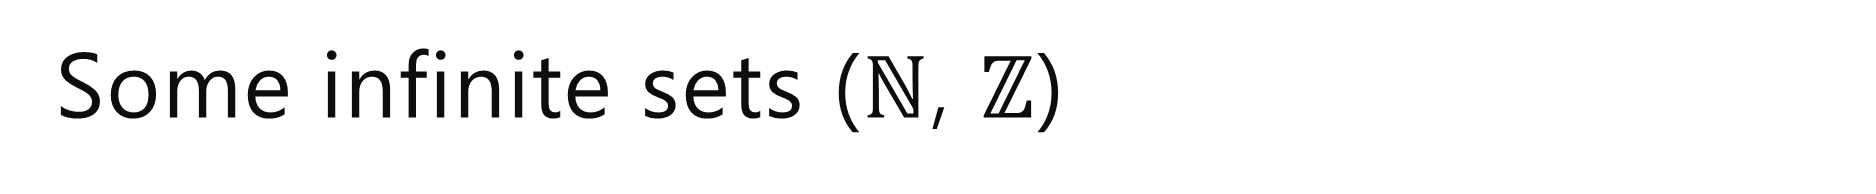 Some infinite sets (ℕ, ℤ)